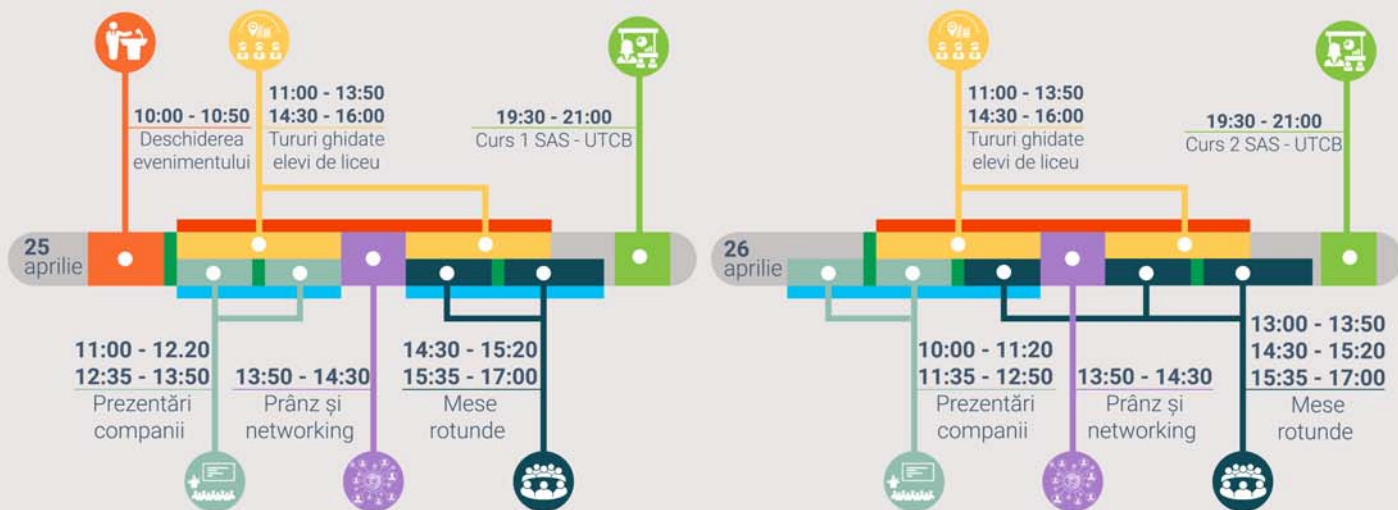 10:00 - 10:50
Deschiderea
evenimentului
11:00 - 13:50
14:30 - 16:00
Tururi ghidate
elevi de liceu
19:30 - 21:00
Curs 1 SAS - UTCB
25
aprilie
11:00 - 12.20
12:35 - 13:50
Prezentări
companii
13:50 - 14:30
Prânz și
networking
14:30 - 15:20
15:35 - 17:00
Mese
rotunde
11:00 - 13:50
14:30 - 16:00
Tururi ghidate
elevi de liceu
19:30 - 21:00
Curs 2 SAS - UTCB
26
aprilie
10:00 - 11:20
11:35 - 12:50
Prezentări
companii
13:50 - 14:30
Prânz și
networking
13:00 - 13:50
14:30 - 15:20
15:35 - 17:00
Mese
rotunde